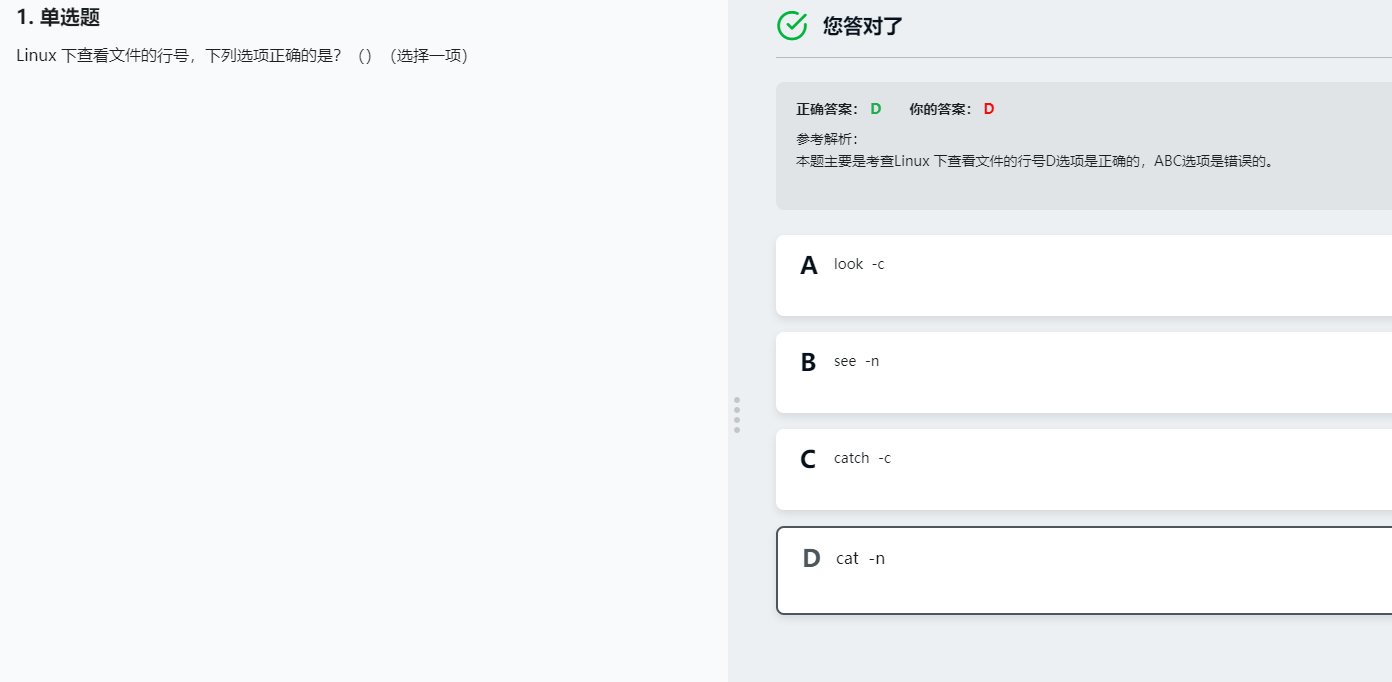 1. 单选题
Linux 下查看文件的行号，下列选项正确的是？（）（选择一项）
您答对了
正确答案： D 你的答案： D
参考解析：
本题主要是考查Linux 下查看文件的行号D选项是正确的，ABC选项是错误的。
A look -c
B see -n
C catch -c
D cat -n